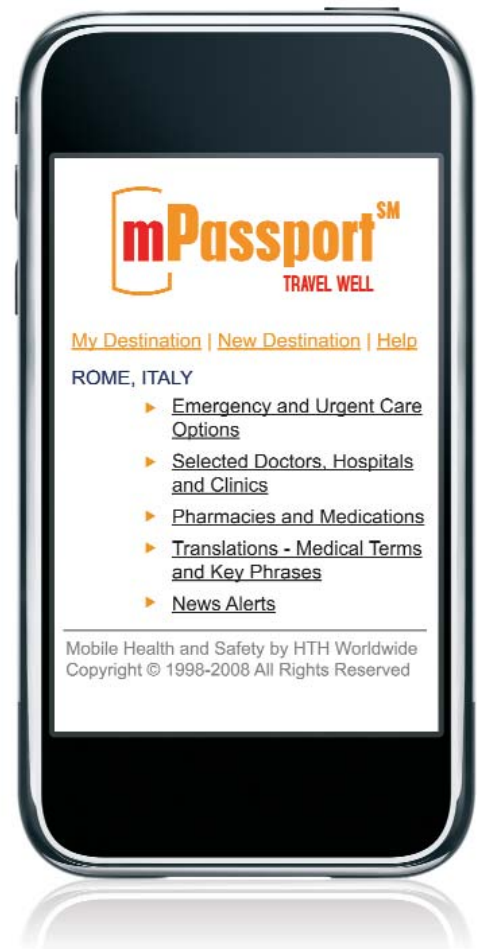 mPassport SM
TRAVEL WELL
My Destination | New Destination | Help
ROME, ITALY
Emergency and Urgent Care
Options
Selected Doctors, Hospitals
and Clinics
Pharmacies and Medications
Translations - Medical Terms
and Key Phrases
News Alerts
Mobile Health and Safety by HTH Worldwide
Copyright © 1998-2008 All Rights Reserved